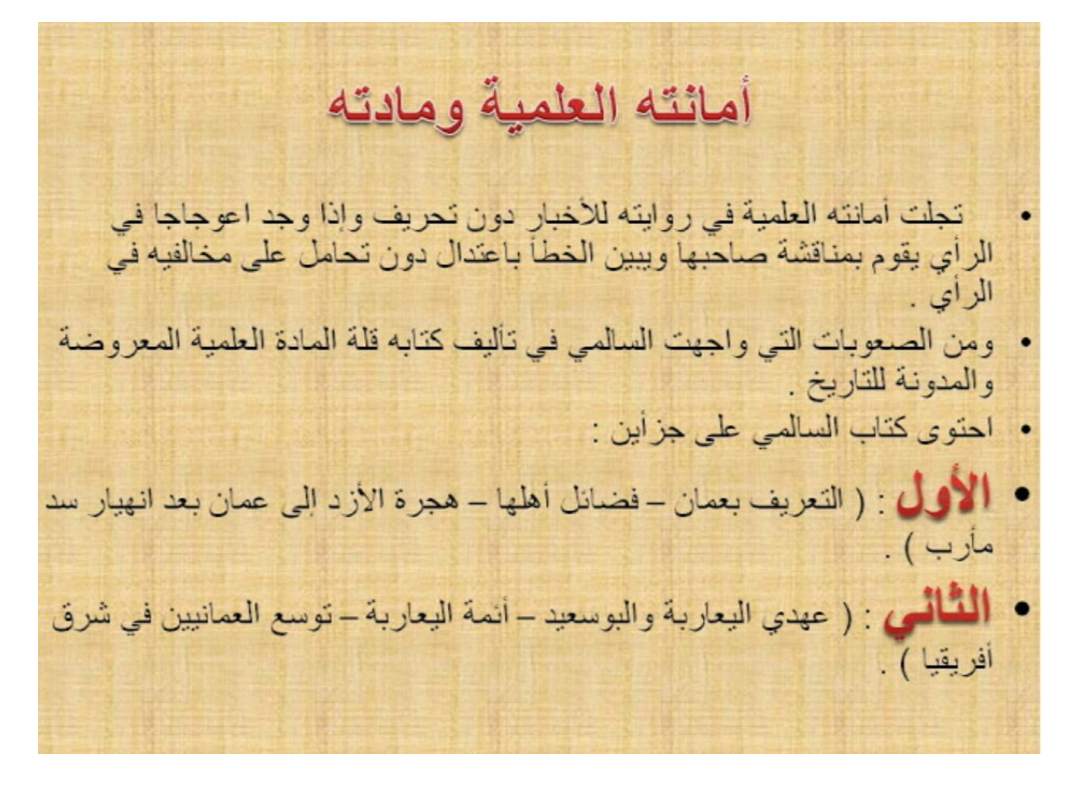 أمانته العلمية ومادته
• تجلت أمانته العلمية في روايته للأخبار دون تحريف وإذا وجد اعوجاجا في
الرأي يقوم بمناقشة صاحبها ويبين الخطأ باعتدال دون تحامل على مخالفيه في
الرأي .
• ومن الصعوبات التي واجهت السالمي في تأليف كتابه قلة المادة العلمية المعروضة
والمدونة للتاريخ .
• احتوى كتاب السالمي على جزأين :
• الأول : ( التعريف بعمان – فضائل أهلها – هجرة الأزد إلى عمان بعد انهيار سد
مأرب ) .
• الثاني : ( عهدي اليعاربة والبوسعيد – أئمة اليعاربة – توسع العمانيين في شرق
أفريقيا ) .